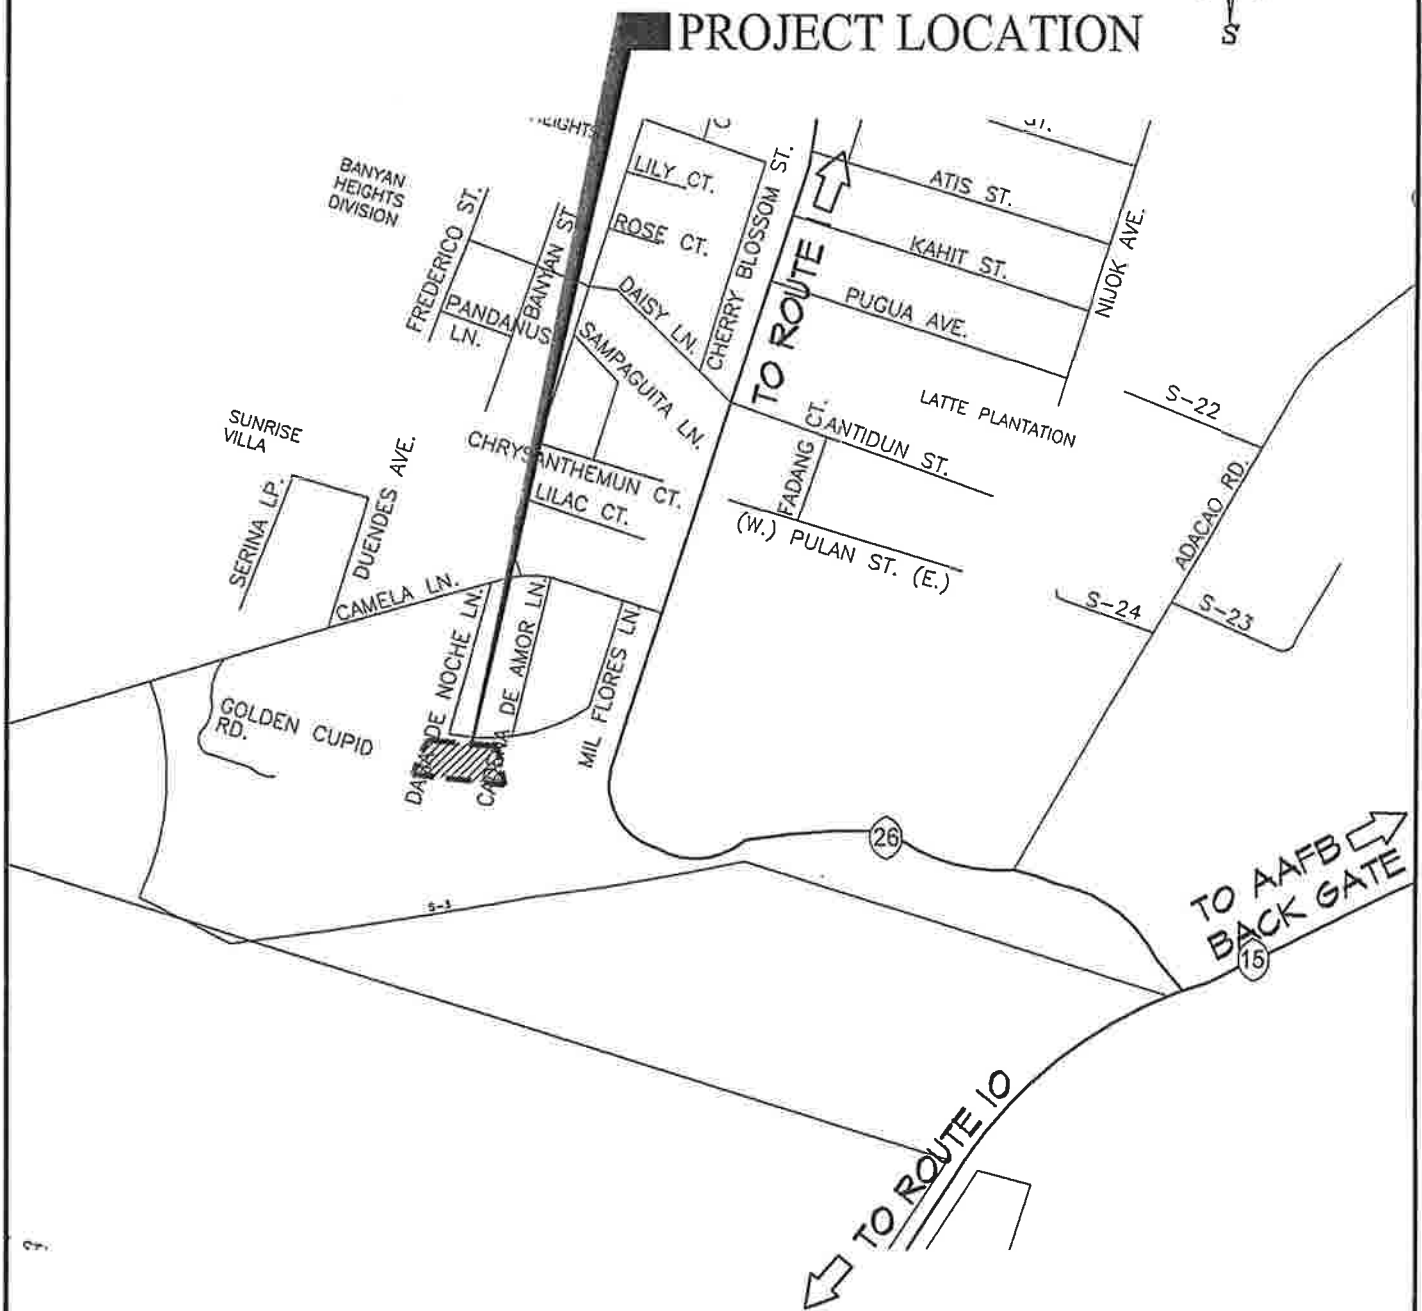 S
PROJECT LOCATION
LILY CT.
ATIS ST.
BANYAN
HEIGHTS
DIVISION
FREDERICO ST.
BANYAN ST
ROSE CT.
CHERRY BLOSSOM ST.
KAHIT ST.
NIJOK AVE.
TO ROUTE 1
DAISY LN.
PUGUA AVE.
PANDANUS
LN.
SAMPAGUITA LN.
S-22
LATTE PLANTATION
SUNRISE
VILLA
DUENDES AVE.
CHRYSANTHEMUN CT.
ANTIDUN ST.
FADANG CT.
SERINA LP.
LILAC CT.
(W.) PULAN ST. (E.)
ADACAO RD.
CAMELA LN.
S-24
S-23
DE NOCHE LN.
DE AMOR LN.
MIL FLORES LN.
GOLDEN CUPID
RD.
26
TO AAFB
BACK GATE
S-3
15
TO ROUTE 10